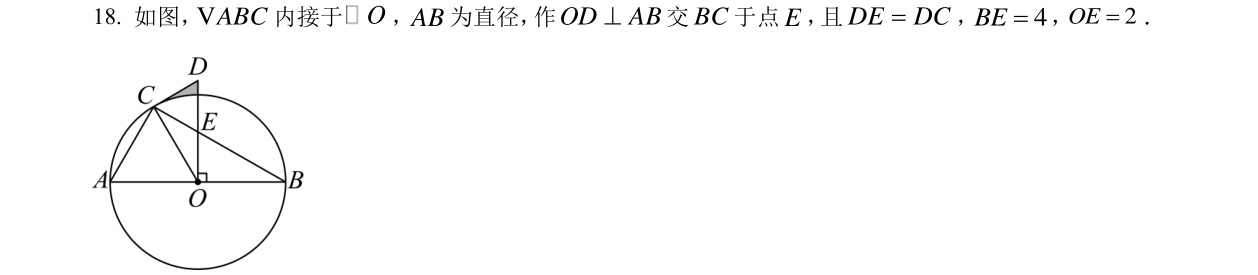 18. 如图，VABC 内接于□ O，AB 为直径，作 OD ⊥ AB 交 BC 于点 E，且 DE = DC，BE = 4，OE = 2．
D
C
E
A
B
O